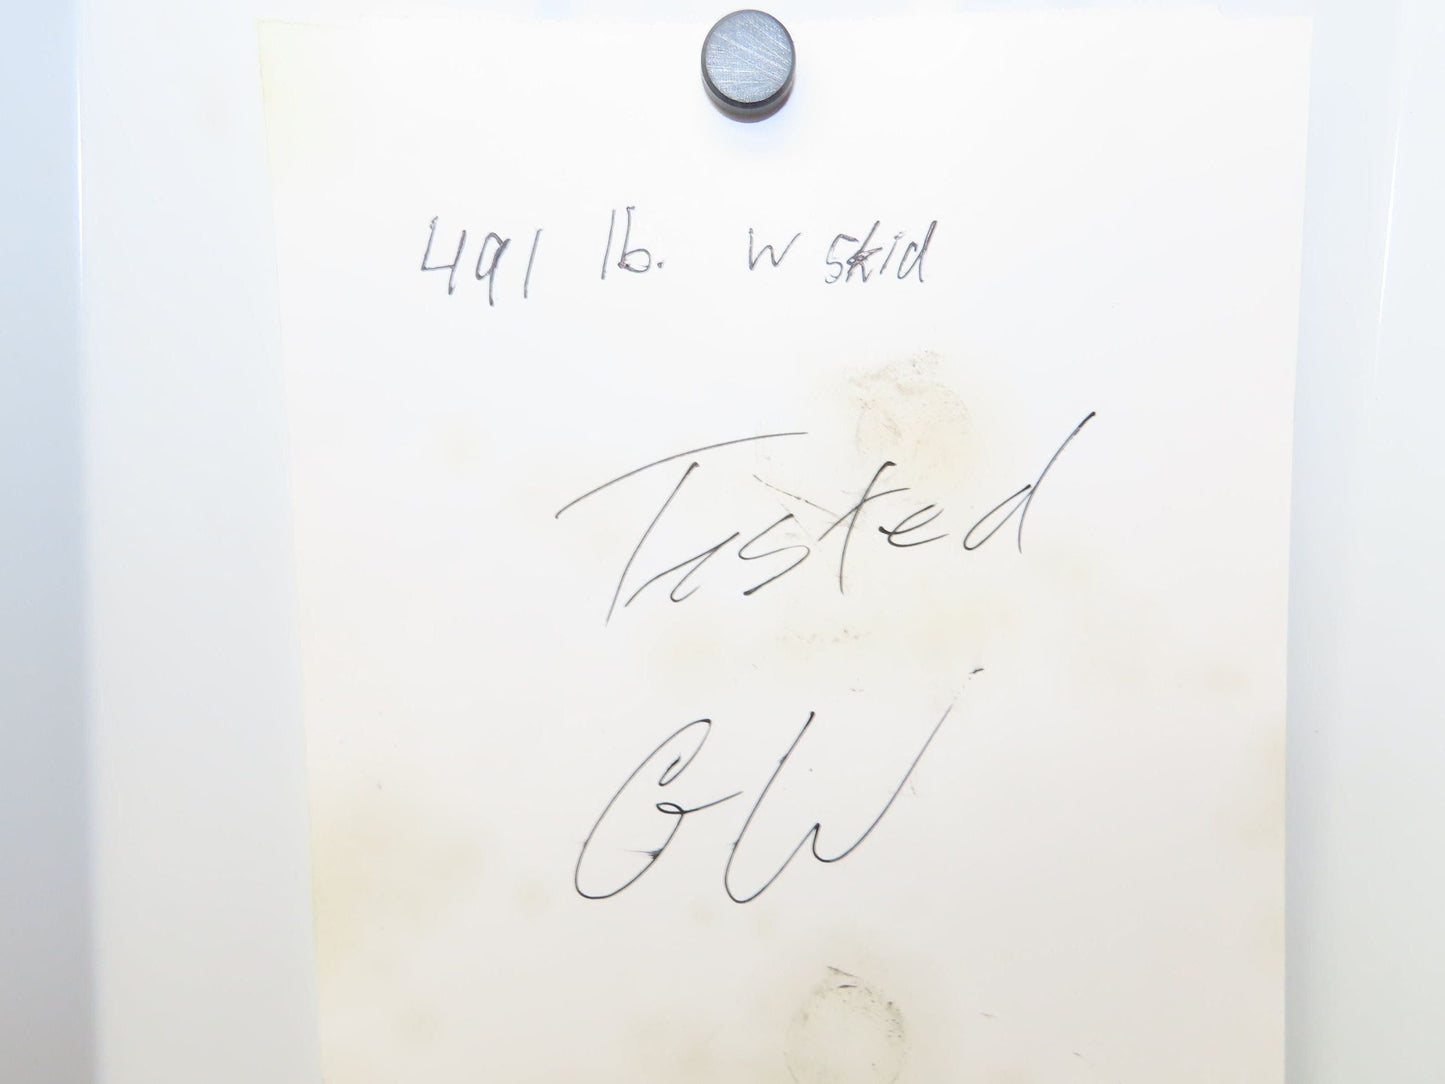 491 lb. w skid
Tested
GW